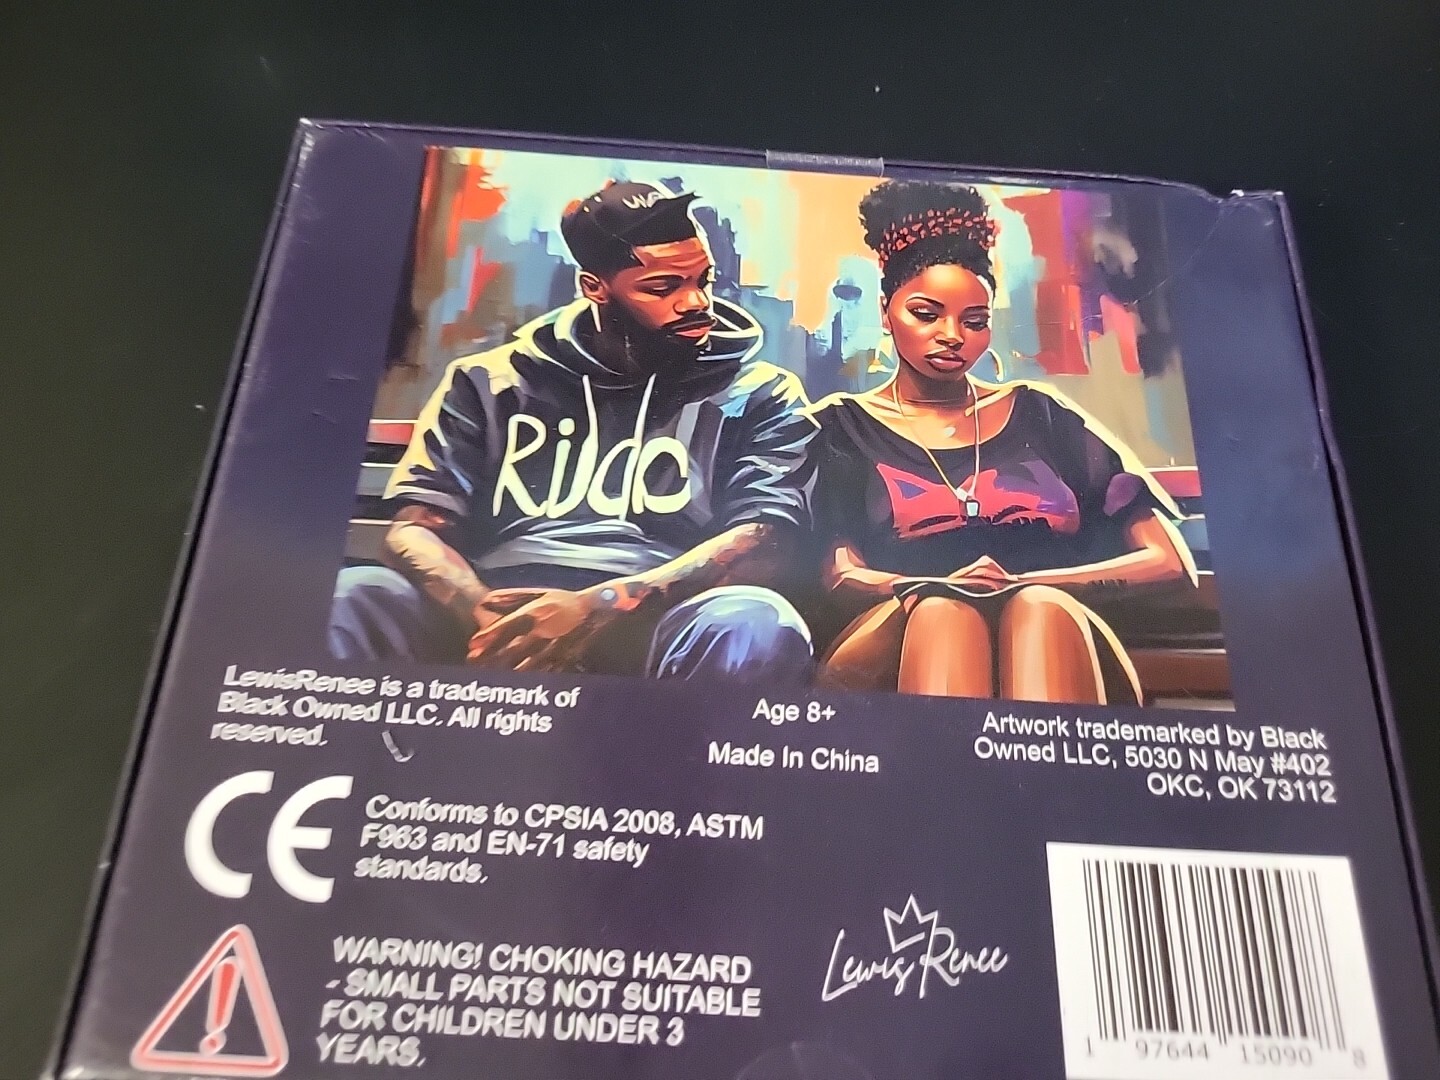 Rildo
LewisRenee is a trademark of
Black Owned LLC. All rights
reserved.
Age 8+
Made In China
Artwork trademarked by Black
Owned LLC, 5030 N May #402
OKC, OK 73112
CE
Conforms to CPSIA 2008, ASTM
F963 and EN-71 safety
standards.
!
WARNING! CHOKING HAZARD
- SMALL PARTS NOT SUITABLE
FOR CHILDREN UNDER 3
YEARS.
Lewis Renee
1 97644 15090 8